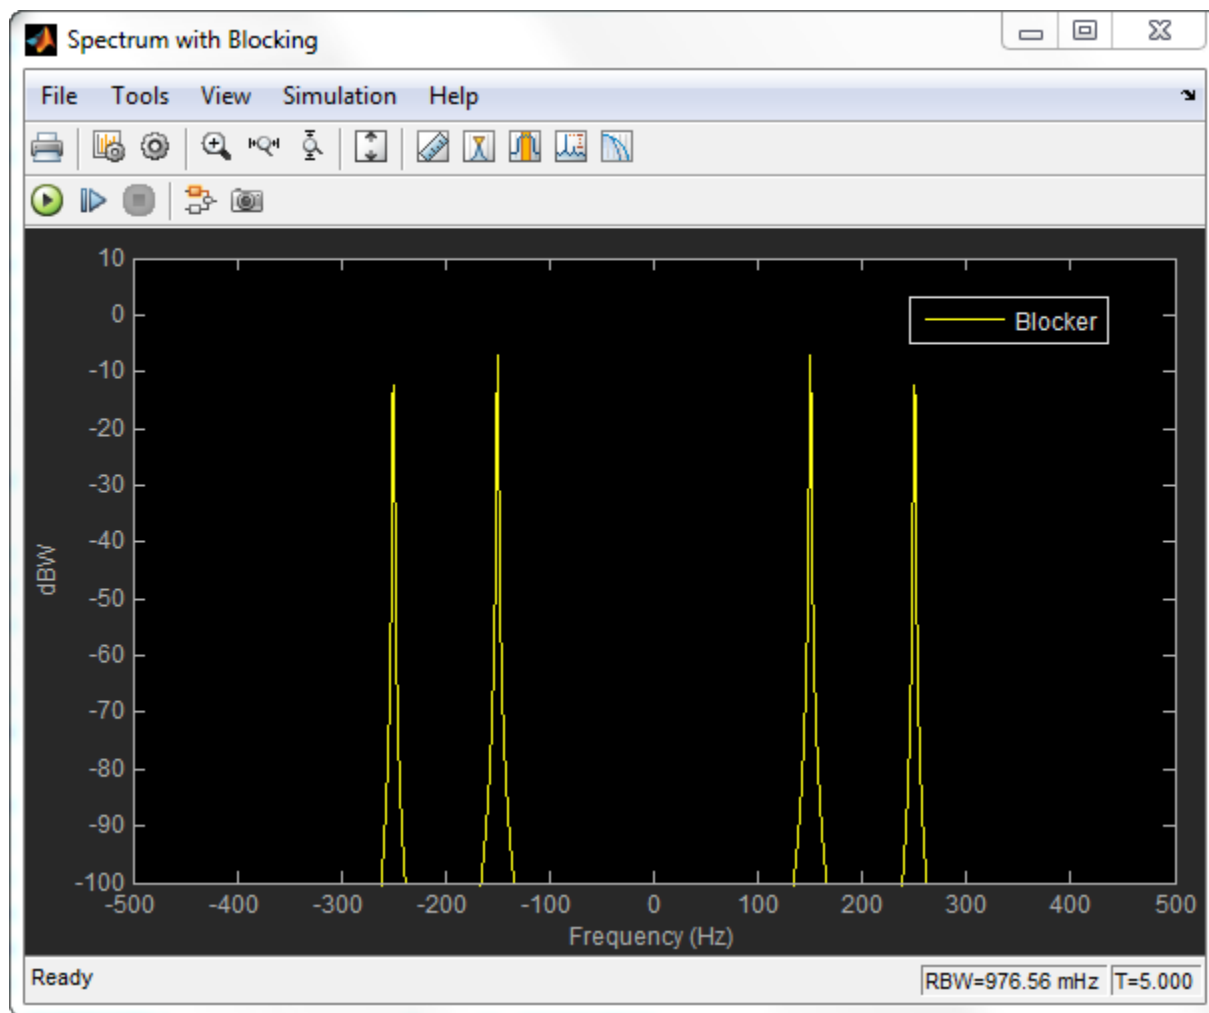 Spectrum with Blocking
File Tools View Simulation Help
10
0
-10
-20
-30
-40
-50
-60
-70
-80
-90
-100
dBW
Blocker
-500 -400 -300 -200 -100 0 100 200 300 400 500
Frequency (Hz)
Ready RBW=976.56 mHz T=5.000